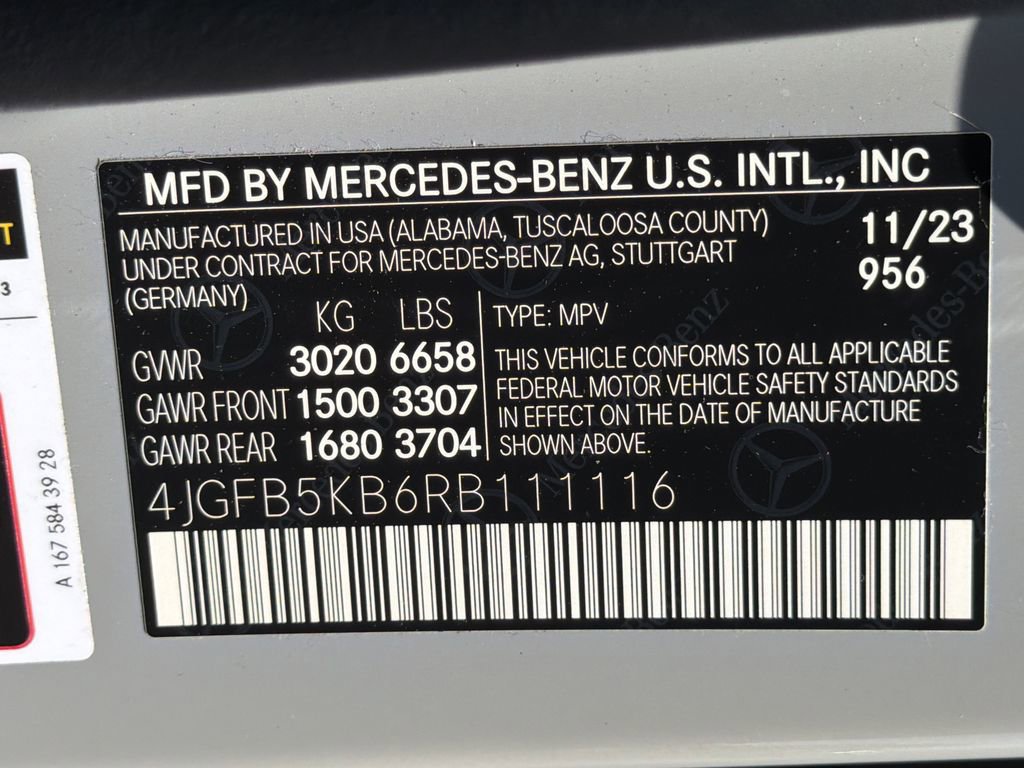 MFD BY MERCEDES-BENZ U.S. INTL., INC
MANUFACTURED IN USA (ALABAMA, TUSCALOOSA COUNTY)
UNDER CONTRACT FOR MERCEDES-BENZ AG, STUTTGART
(GERMANY)
11/23
956
KG LBS
GVWR 3020 6658
GAWR FRONT 1500 3307
GAWR REAR 1680 3704
TYPE: MPV
THIS VEHICLE CONFORMS TO ALL APPLICABLE
FEDERAL MOTOR VEHICLE SAFETY STANDARDS
IN EFFECT ON THE DATE OF MANUFACTURE
SHOWN ABOVE.
4JGFB5KB6RB111116
T
3
A 167 584 39 28